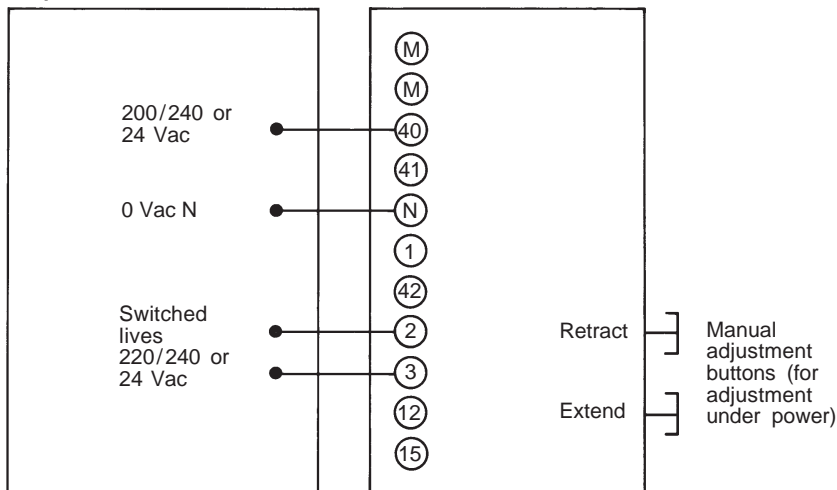 M
M
200/240 or
24 Vac
40
41
0 Vac N
N
1
42
Switched
lives
220/240 or
24 Vac
2
3
12
15
Retract
Extend
Manual
adjustment
buttons (for
adjustment
under power)